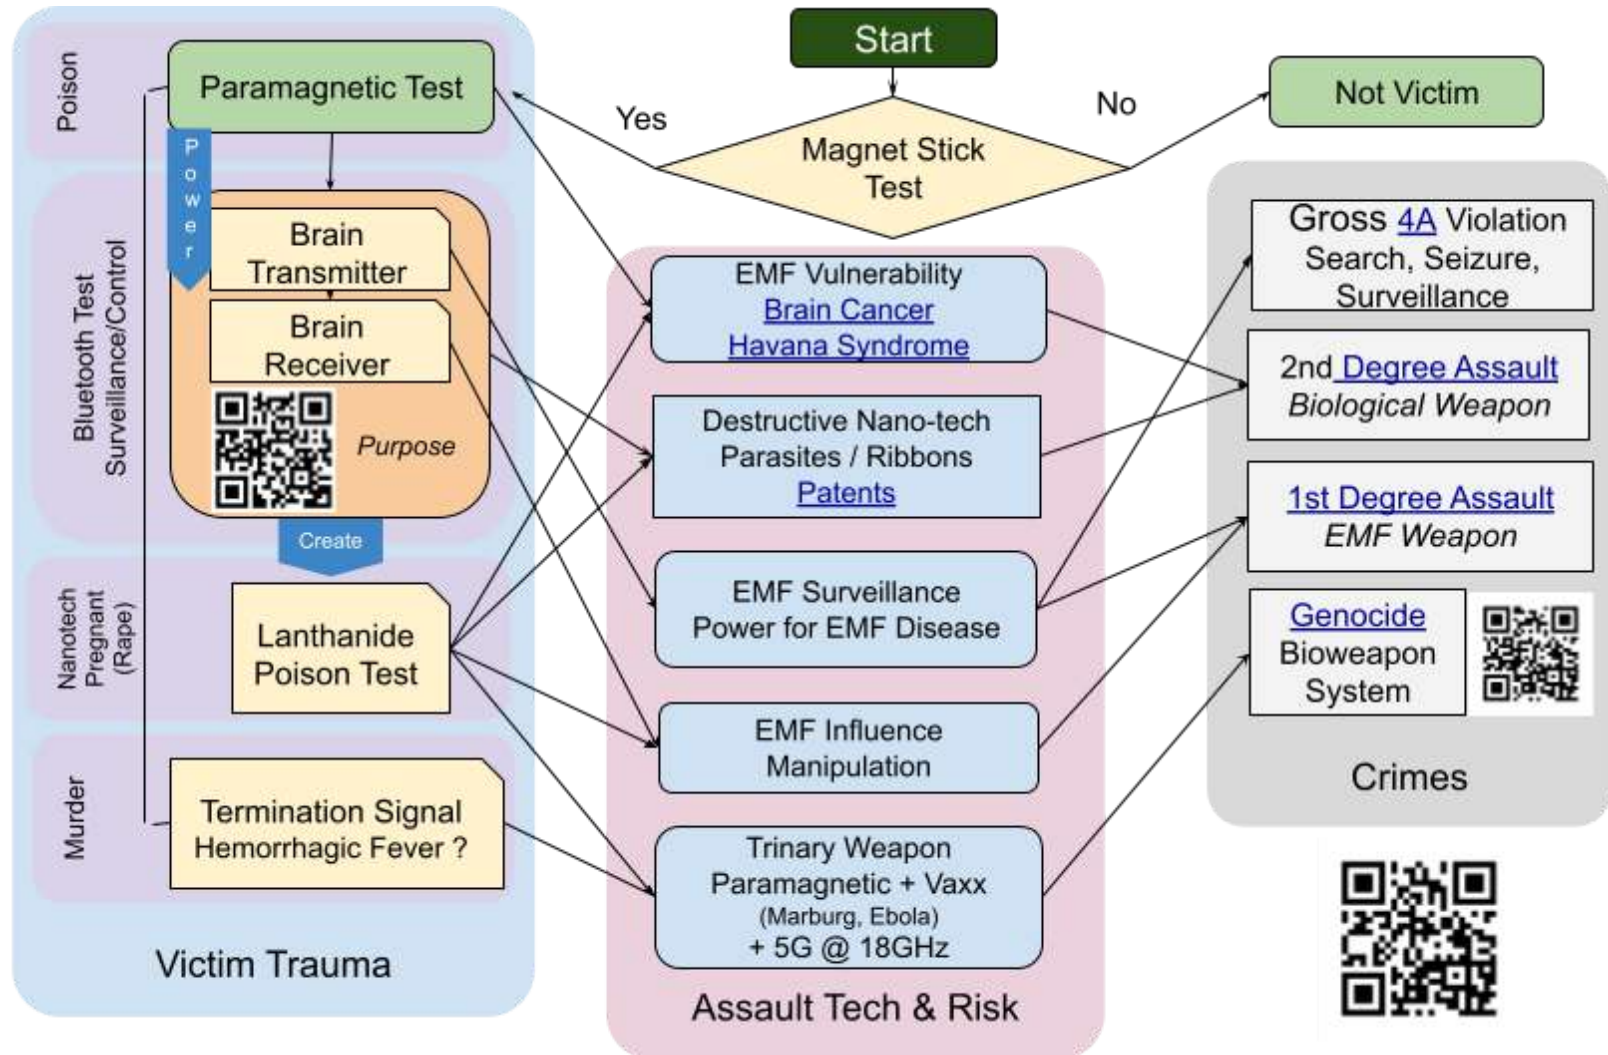 Start
Magnet Stick
Test
Yes
No
Not Victim
Poison
Paramagnetic Test
Power
Bluetooth Test
Surveillance/Control
Brain
Transmitter
Brain
Receiver
Purpose
Create
Nanotech
Pregnant
(Rape)
Lanthanide
Poison Test
Murder
Termination Signal
Hemorrhagic Fever ?
Victim Trauma
EMF Vulnerability
Brain Cancer
Havana Syndrome
Destructive Nano-tech
Parasites / Ribbons
Patents
EMF Surveillance
Power for EMF Disease
EMF Influence
Manipulation
Trinary Weapon
Paramagnetic + Vaxx
(Marburg, Ebola)
+ 5G @ 18GHz
Assault Tech & Risk
Gross 4A Violation
Search, Seizure,
Surveillance
2nd Degree Assault
Biological Weapon
1st Degree Assault
EMF Weapon
Genocide
Bioweapon
System
Crimes